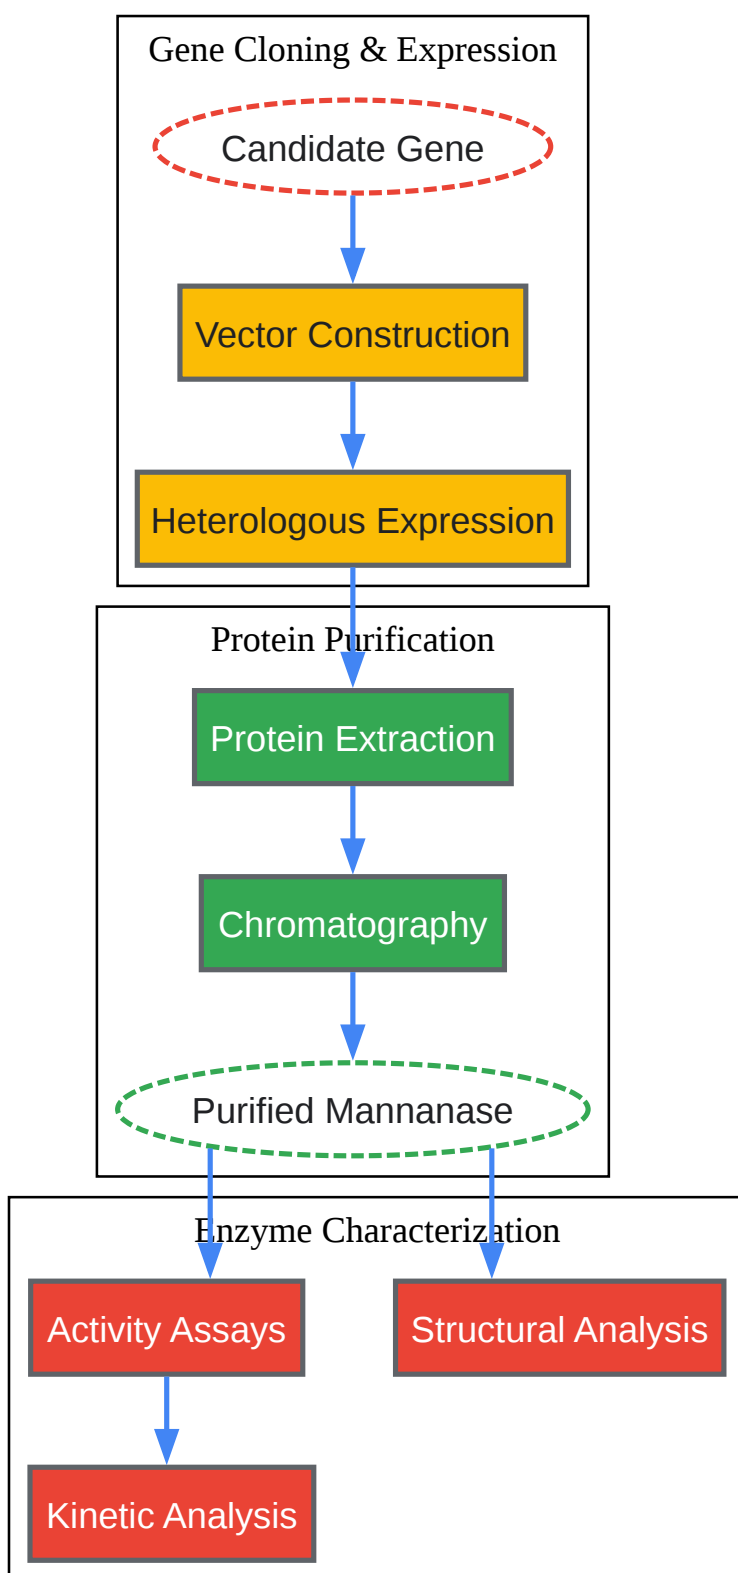 Gene Cloning & Expression
Candidate Gene
Vector Construction
Heterologous Expression
Protein Purification
Protein Extraction
Chromatography
Purified Mannanase
Enzyme Characterization
Activity Assays
Structural Analysis
Kinetic Analysis